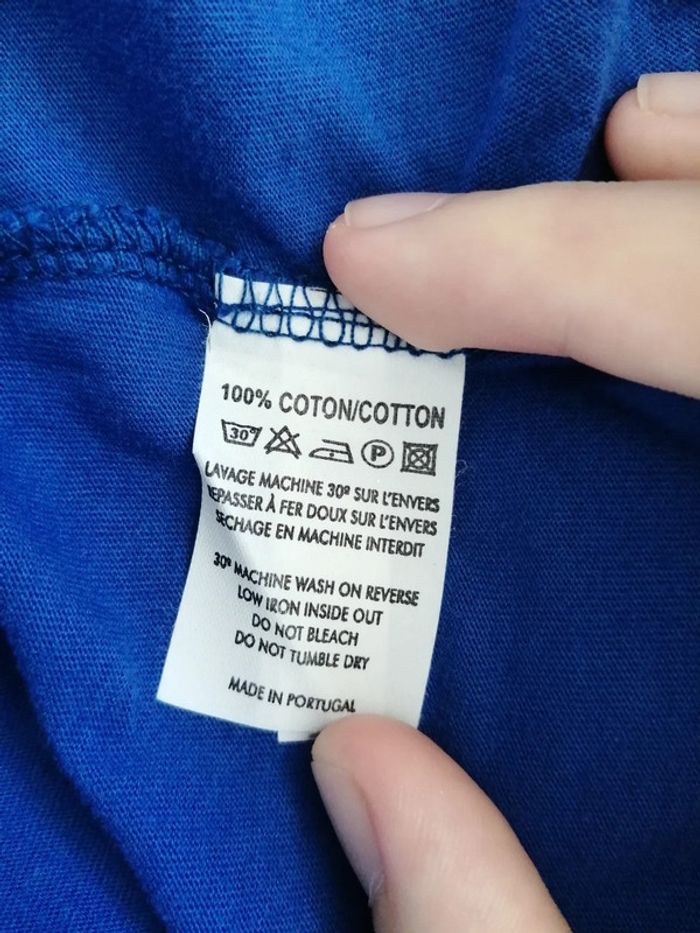 100% COTON/COTTON
30° P
LAVAGE MACHINE 30º SUR L'ENVERS
REPASSER À FER DOUX SUR L'ENVERS
SECHAGE EN MACHINE INTERDIT
30º MACHINE WASH ON REVERSE
LOW IRON INSIDE OUT
DO NOT BLEACH
DO NOT TUMBLE DRY
MADE IN PORTUGAL